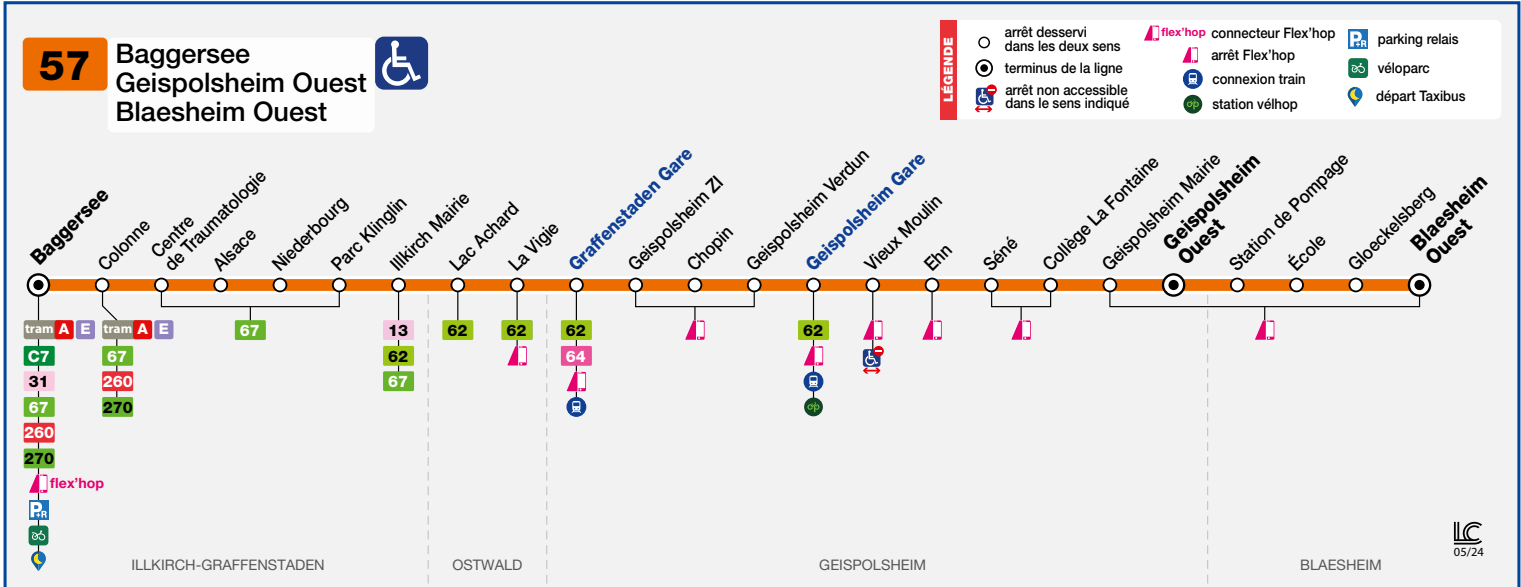 57
Baggersee
Geispolsheim Ouest
Blaesheim Ouest
LÉGENDE
arrêt desservi
dans les deux sens
terminus de la ligne
arrêt non accessible
dans le sens indiqué
flex'hop connecteur Flex'hop
arrêt Flex'hop
connexion train
station vélhop
P+R parking relais
véloparc
départ Taxibus
Baggersee
Colonne
Centre
de Traumatologie
Alsace
Niederbourg
Parc Klinglin
Illkirch Mairie
Lac Achard
La Vigie
Graffenstaden Gare
Geispolsheim ZI
Chopin
Geispolsheim Verdun
Geispolsheim Gare
Vieux Moulin
Ehn
Séné
Collège La Fontaine
Geispolsheim Mairie
Geispolsheim
Ouest
Station de Pompage
École
Gloeckelsberg
Blaesheim
Ouest
tram A E
C7
31
67
260
270
flex'hop
P+R
tram A E
67
260
270
67
13
62
67
62
62
62
64
62
ILLKIRCH-GRAFFENSTADEN
OSTWALD
GEISPOLSHEIM
BLAESHEIM
LC
05/24